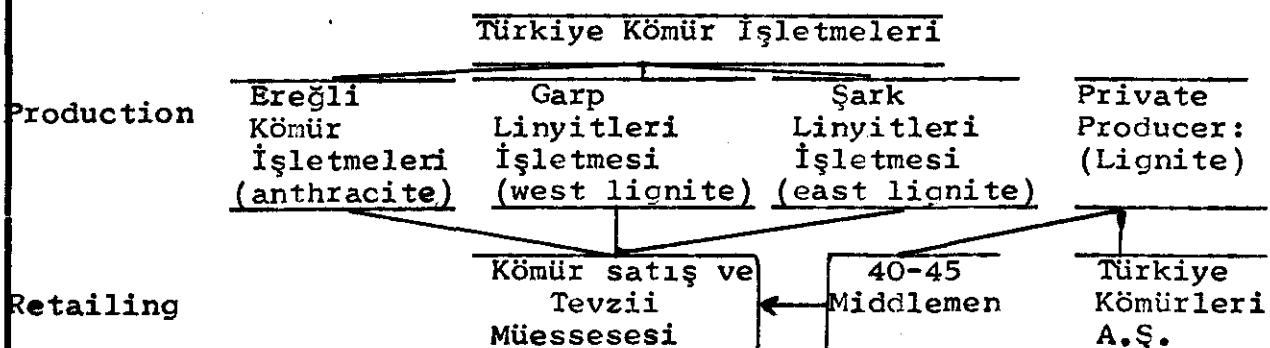 Türkiye Kömür İşletmeleri
Production
Ereğli
Kömür
İşletmeleri
(anthracite)
Garp
Linyitleri
İşletmesi
(west lignite)
Şark
Linyitleri
İşletmesi
(east lignite)
Private
Producer:
(Lignite)
Retailing
Kömür satış ve
Tevzii
Müessesesi
40-45
Middlemen
Türkiye
Kömürleri
A.Ş.